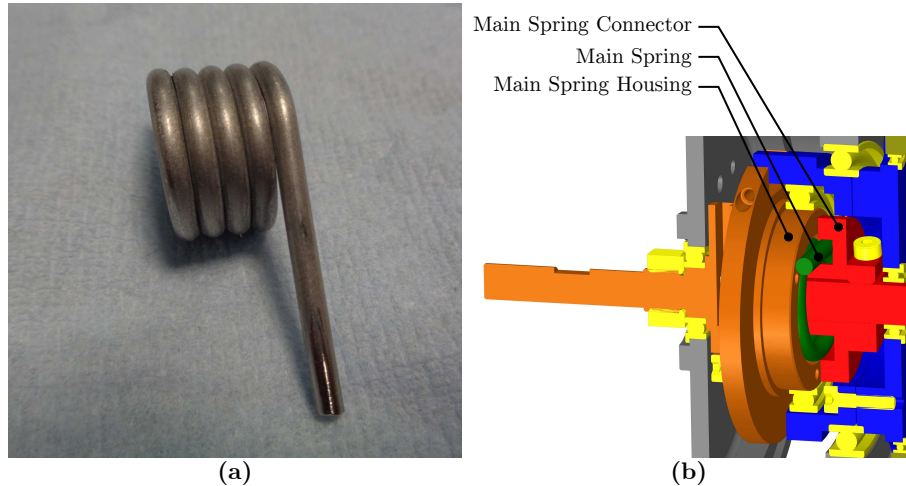 Main Spring Connector
Main Spring
Main Spring Housing
(a)
(b)